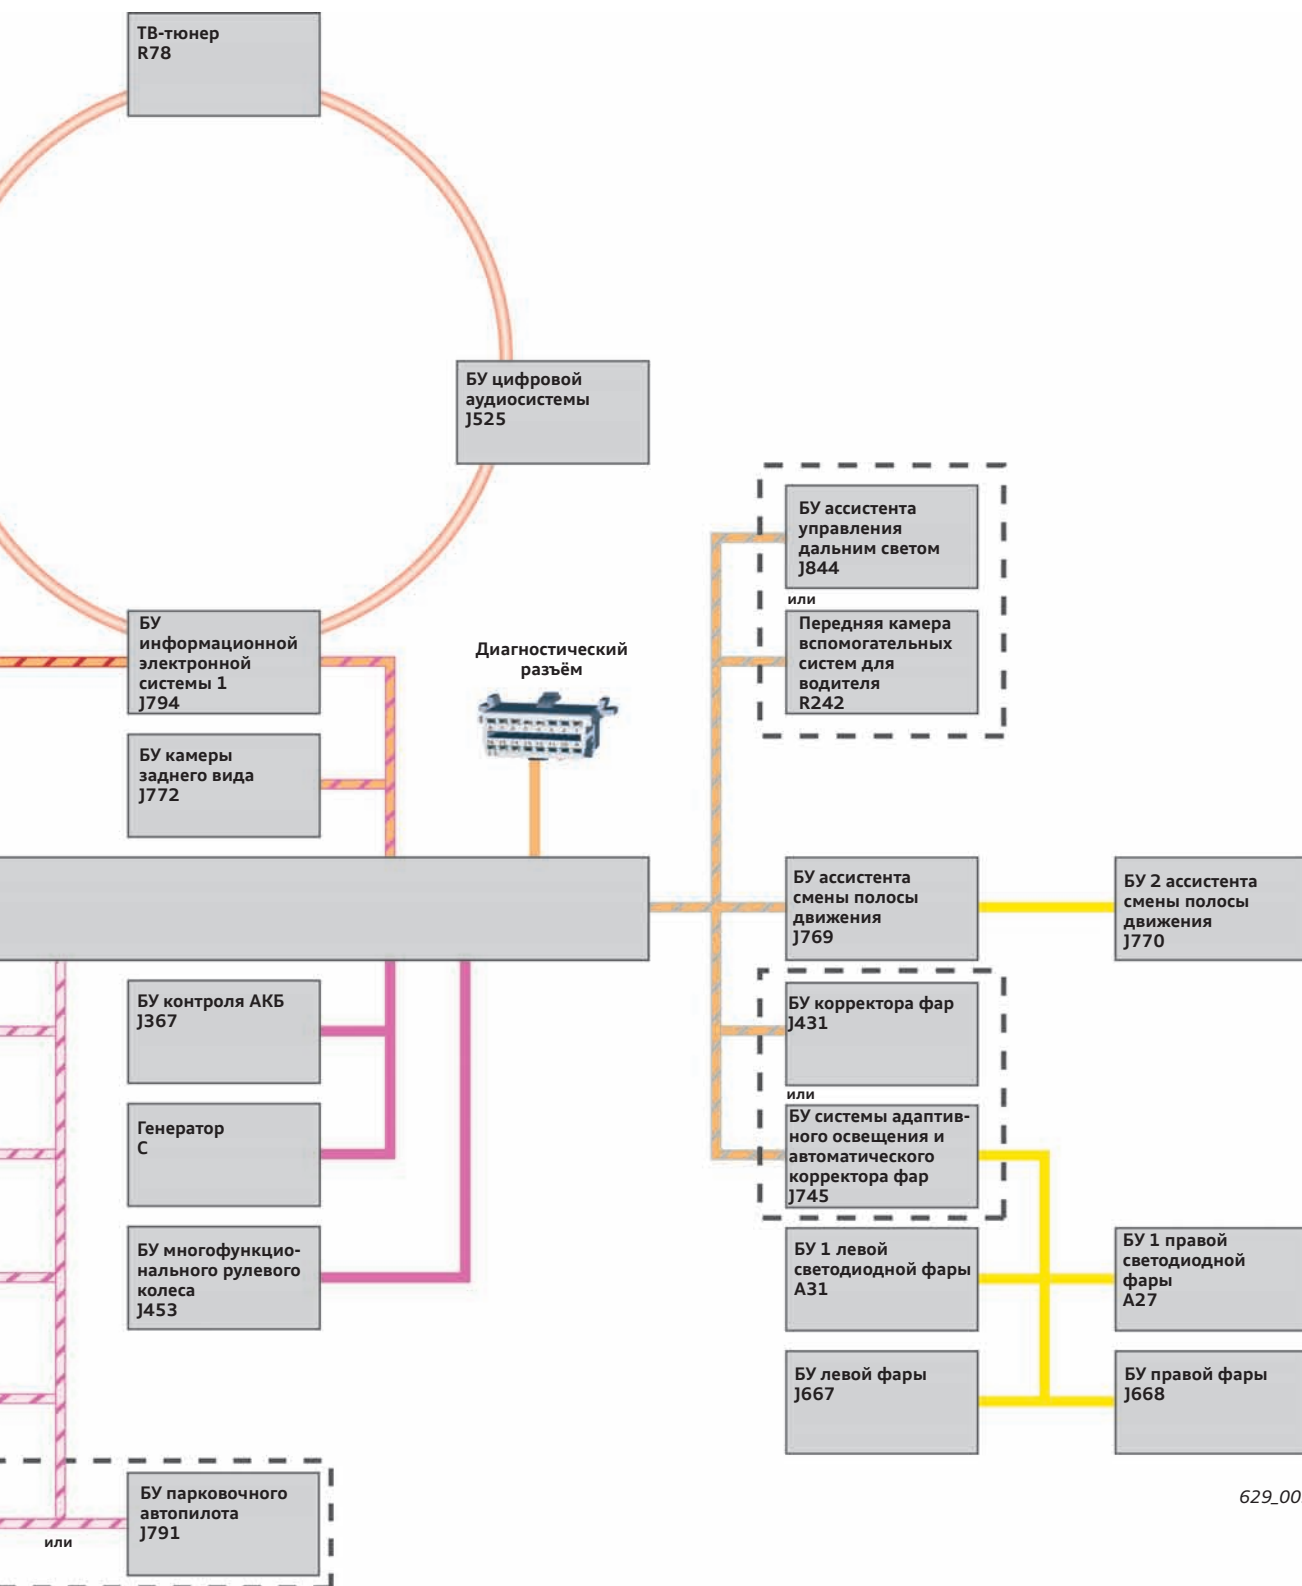 ТВ-тюнер
R78
БУ цифровой
аудиосистемы
J525
БУ ассистента
управления
дальним светом
J844
или
Передняя камера
вспомогательных
систем для
водителя
R242
БУ
информационной
электронной
системы 1
J794
Диагностический
разъём
БУ камеры
заднего вида
J772
БУ ассистента
смены полосы
движения
J769
БУ 2 ассистента
смены полосы
движения
J770
БУ контроля АКБ
J367
БУ корректора фар
J431
или
Генератор
С
БУ системы адаптив-
ного освещения и
автоматического
корректора фар
J745
БУ многофункцио-
нального рулевого
колеса
J453
БУ 1 левой
светодиодной фары
A31
БУ 1 правой
светодиодной
фары
A27
БУ левой фары
J667
БУ правой фары
J668
БУ парковочного
автопилота
J791
или
629_00